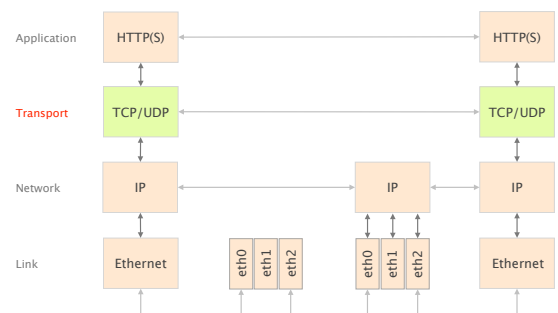 Application HTTP(S) HTTP(S)
Transport TCP/UDP TCP/UDP
Network IP IP IP
Link Ethernet eth0 eth1 eth2 eth0 eth1 eth2 Ethernet